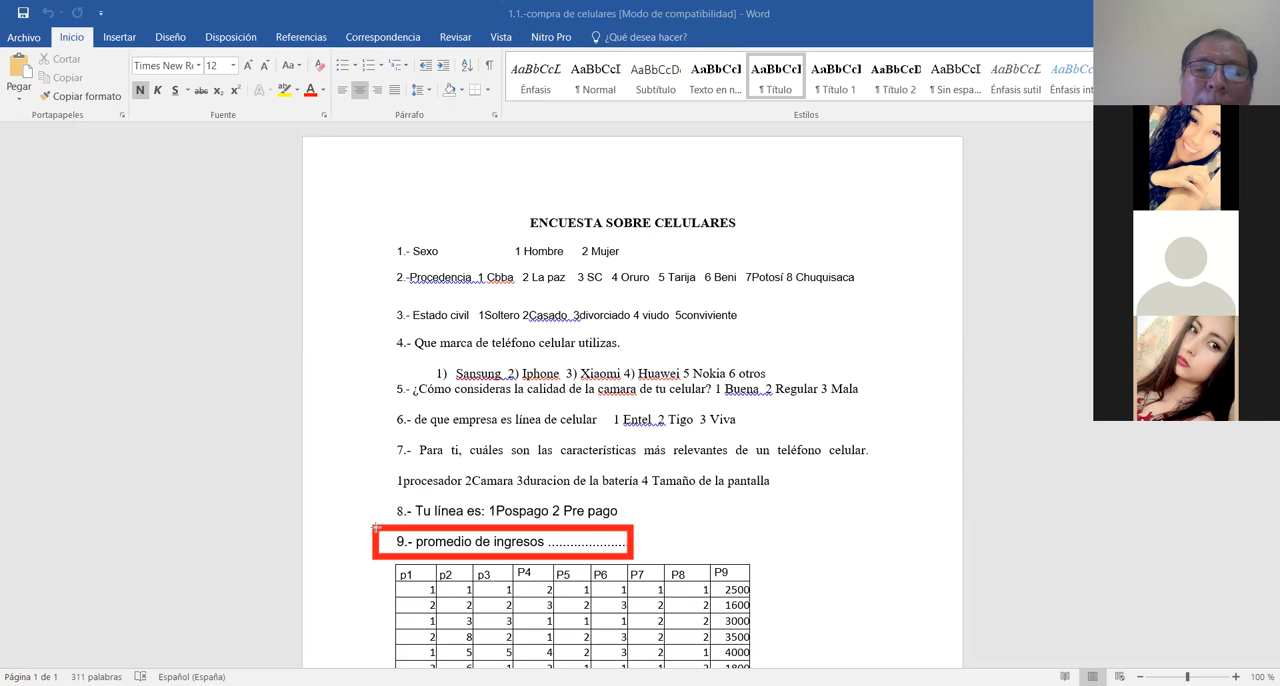 1.1.-compra de celulares [Modo de compatibilidad] - Word
Archivo Inicio Insertar Diseño Disposición Referencias Correspondencia Revisar Vista Nitro Pro ¿Qué desea hacer?
Cortar
Copiar
Copiar formato
Pegar
Portapapeles
Times New Ro 12
N K S abc x₂ x²
Fuente
Párrafo
AaBbCcL AaBbCc AaBbCcDc AaBbCcl AaBbCcl AaBbCcl AaBbCcD AaBbCc AaBbCcL AaBbCcL
Énfasis ¶ Normal Subtítulo Texto en n... ¶ Título ¶ Título 1 ¶ Título 2 ¶ Sin espa... Énfasis sutil Énfasis int
Estilos
ENCUESTA SOBRE CELULARES
1.- Sexo 1 Hombre 2 Mujer
2.-Procedencia 1 Cbba 2 La paz 3 SC 4 Oruro 5 Tarija 6 Beni 7Potosí 8 Chuquisaca
3.- Estado civil 1Soltero 2Casado 3divorciado 4 viudo 5conviviente
4.- Que marca de teléfono celular utilizas.
1) Sansung 2) Iphone 3) Xiaomi 4) Huawei 5 Nokia 6 otros
5.- ¿Cómo consideras la calidad de la camara de tu celular? 1 Buena 2 Regular 3 Mala
6.- de que empresa es línea de celular 1 Entel 2 Tigo 3 Viva
7.- Para ti, cuáles son las características más relevantes de un teléfono celular.
1procesador 2Camara 3duracion de la batería 4 Tamaño de la pantalla
8.- Tu línea es: 1Pospago 2 Pre pago
9.- promedio de ingresos ......................
p1 p2 p3 P4 P5 P6 P7 P8 P9
1 1 1 2 1 1 1 1 2500
2 2 2 3 2 3 2 2 1600
1 3 3 1 1 1 2 2 3000
2 8 2 1 2 3 2 2 3500
1 5 5 4 2 3 2 1 4000
Página 1 de 1 311 palabras Español (España) 100 %